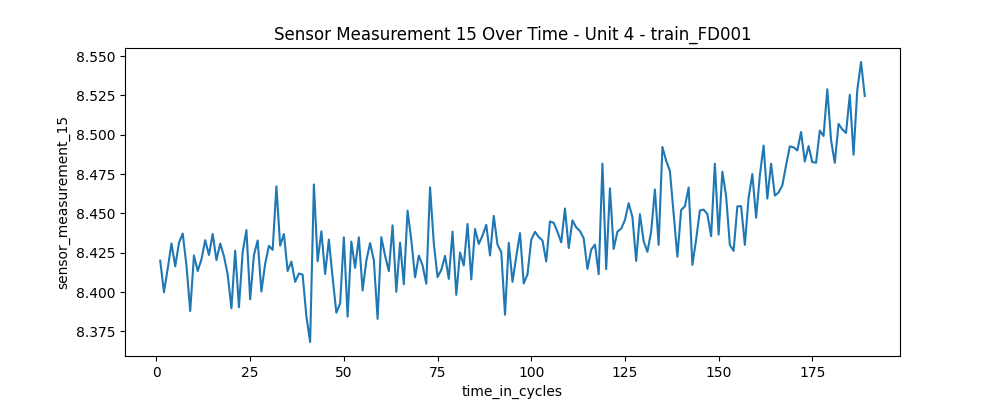 Sensor Measurement 15 Over Time - Unit 4 - train_FD001
8.550
8.525
8.500
8.475
8.450
8.425
8.400
8.375
sensor_measurement_15
0 25 50 75 100 125 150 175
time_in_cycles